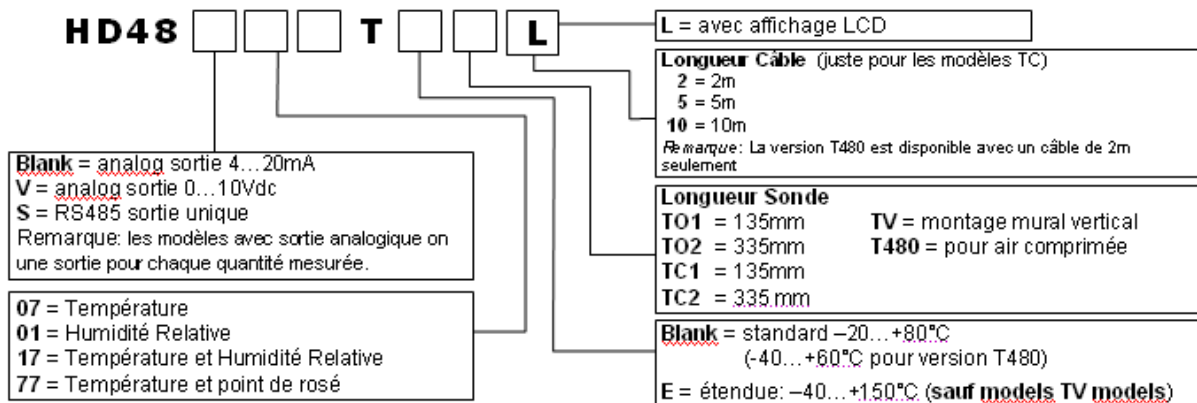 HD48 T L
L = avec affichage LCD
Longueur Câble (juste pour les modèles TC)
2 = 2m
5 = 5m
10 = 10m
Remarque: La version T480 est disponible avec un câble de 2m
seulement
Blank = analog sortie 4…20mA
V = analog sortie 0…10Vdc
S = RS485 sortie unique
Remarque: les modèles avec sortie analogique on
une sortie pour chaque quantité mesurée.
Longueur Sonde
TO1 = 135mm TV = montage mural vertical
TO2 = 335mm T480 = pour air comprimée
TC1 = 135mm
TC2 = 335 mm
07 = Température
01 = Humidité Relative
17 = Température et Humidité Relative
77 = Température et point de rosé
Blank = standard –20…+80°C
(-40…+60°C pour version T480)
E = étendue: –40…+150°C (sauf models TV models)